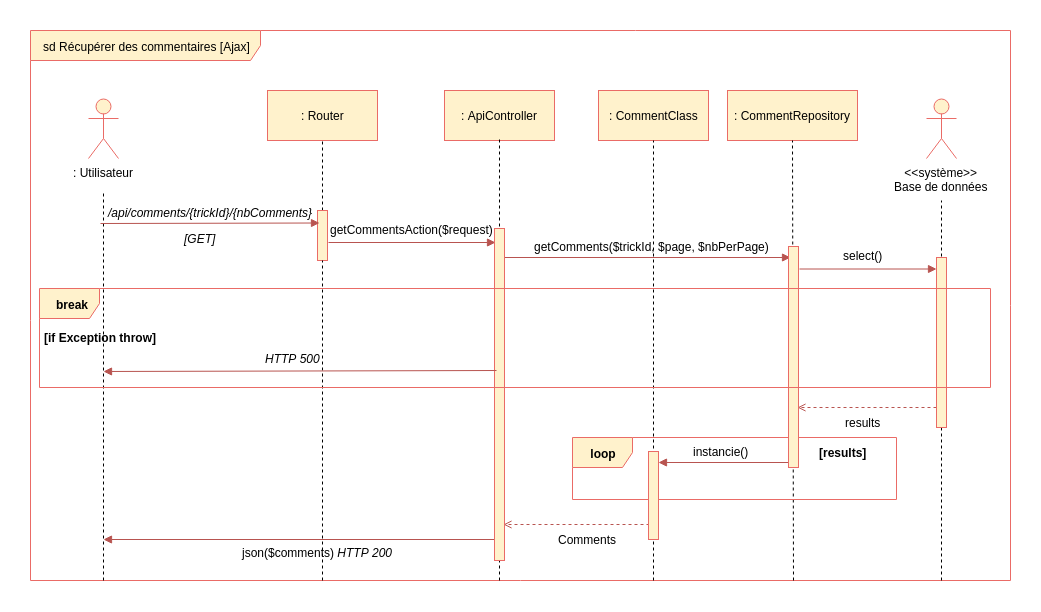 sd Récupérer des commentaires [Ajax]
: Utilisateur
: Router
: ApiController
: CommentClass
: CommentRepository
<<système>>
Base de données
/api/comments/{trickId}/{nbComments}
[GET]
getCommentsAction($request)
getComments($trickId, $page, $nbPerPage)
select()
break
[if Exception throw]
HTTP 500
results
loop
instancie()
[results]
Comments
json($comments) HTTP 200